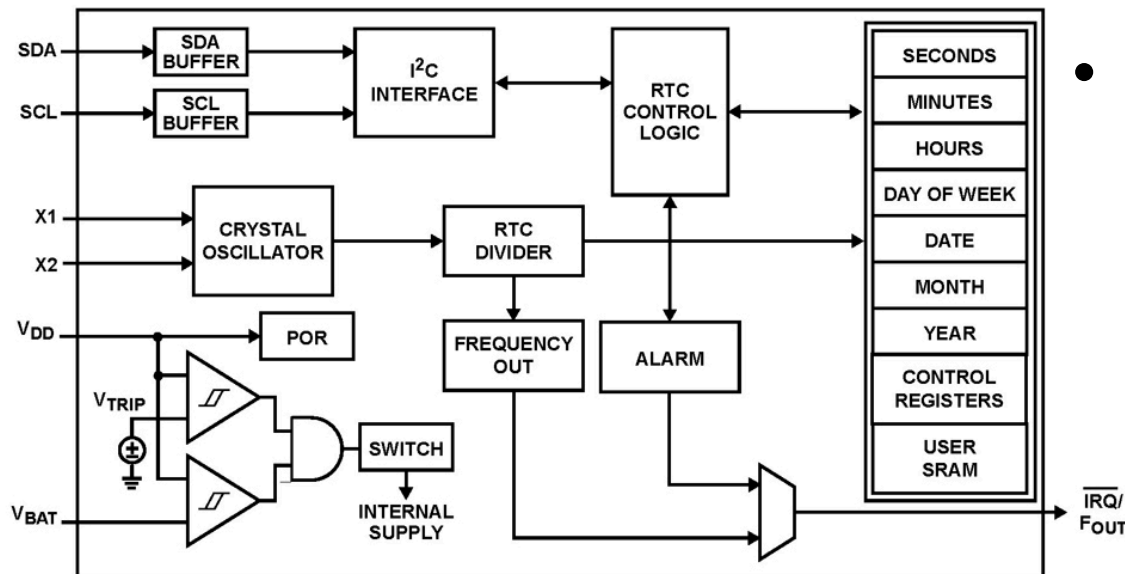 SDA
SDA
BUFFER
SCL
SCL
BUFFER
I²C
INTERFACE
RTC
CONTROL
LOGIC
X1
X2
CRYSTAL
OSCILLATOR
RTC
DIVIDER
VDD
POR
FREQUENCY
OUT
ALARM
VTRIP
SWITCH
INTERNAL
SUPPLY
VBAT
SECONDS
MINUTES
HOURS
DAY OF WEEK
DATE
MONTH
YEAR
CONTROL
REGISTERS
USER
SRAM
IRQ/
FOUT